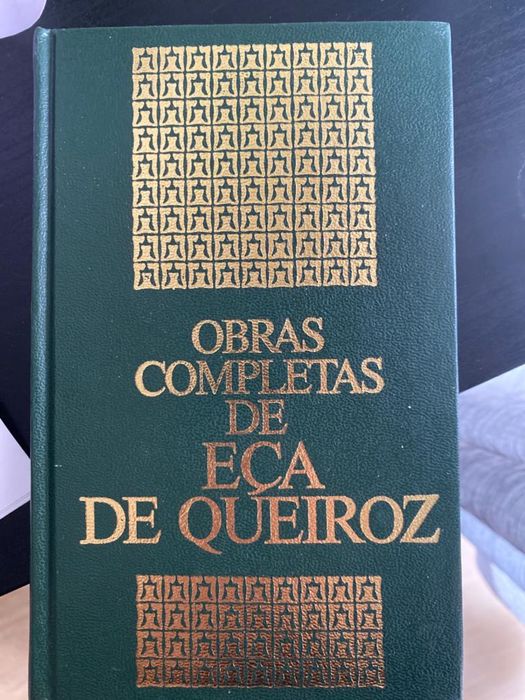 OBRAS
COMPLETAS
DE
EÇA
DE QUEIROZ